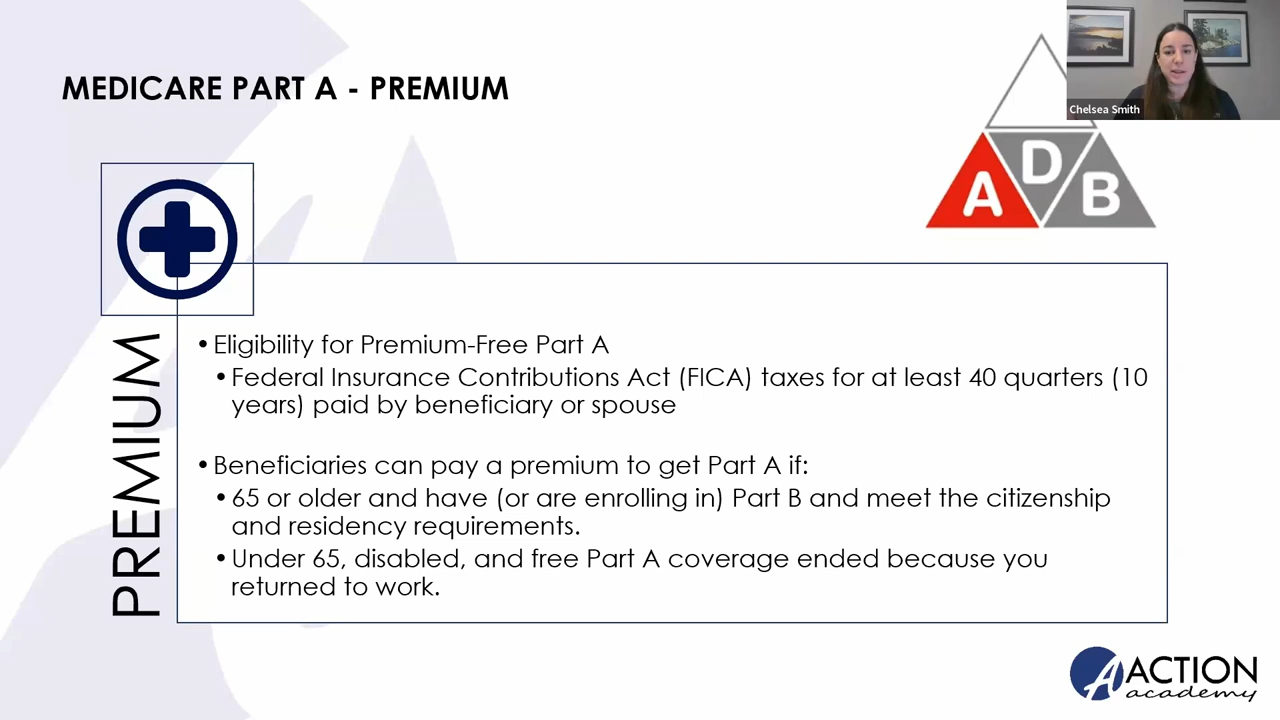 MEDICARE PART A - PREMIUM
Chelsea Smith
A
D
B
PREMIUM
•Eligibility for Premium-Free Part A
•Federal Insurance Contributions Act (FICA) taxes for at least 40 quarters (10
years) paid by beneficiary or spouse
•Beneficiaries can pay a premium to get Part A if:
•65 or older and have (or are enrolling in) Part B and meet the citizenship
and residency requirements.
•Under 65, disabled, and free Part A coverage ended because you
returned to work.
A ACTION
academy